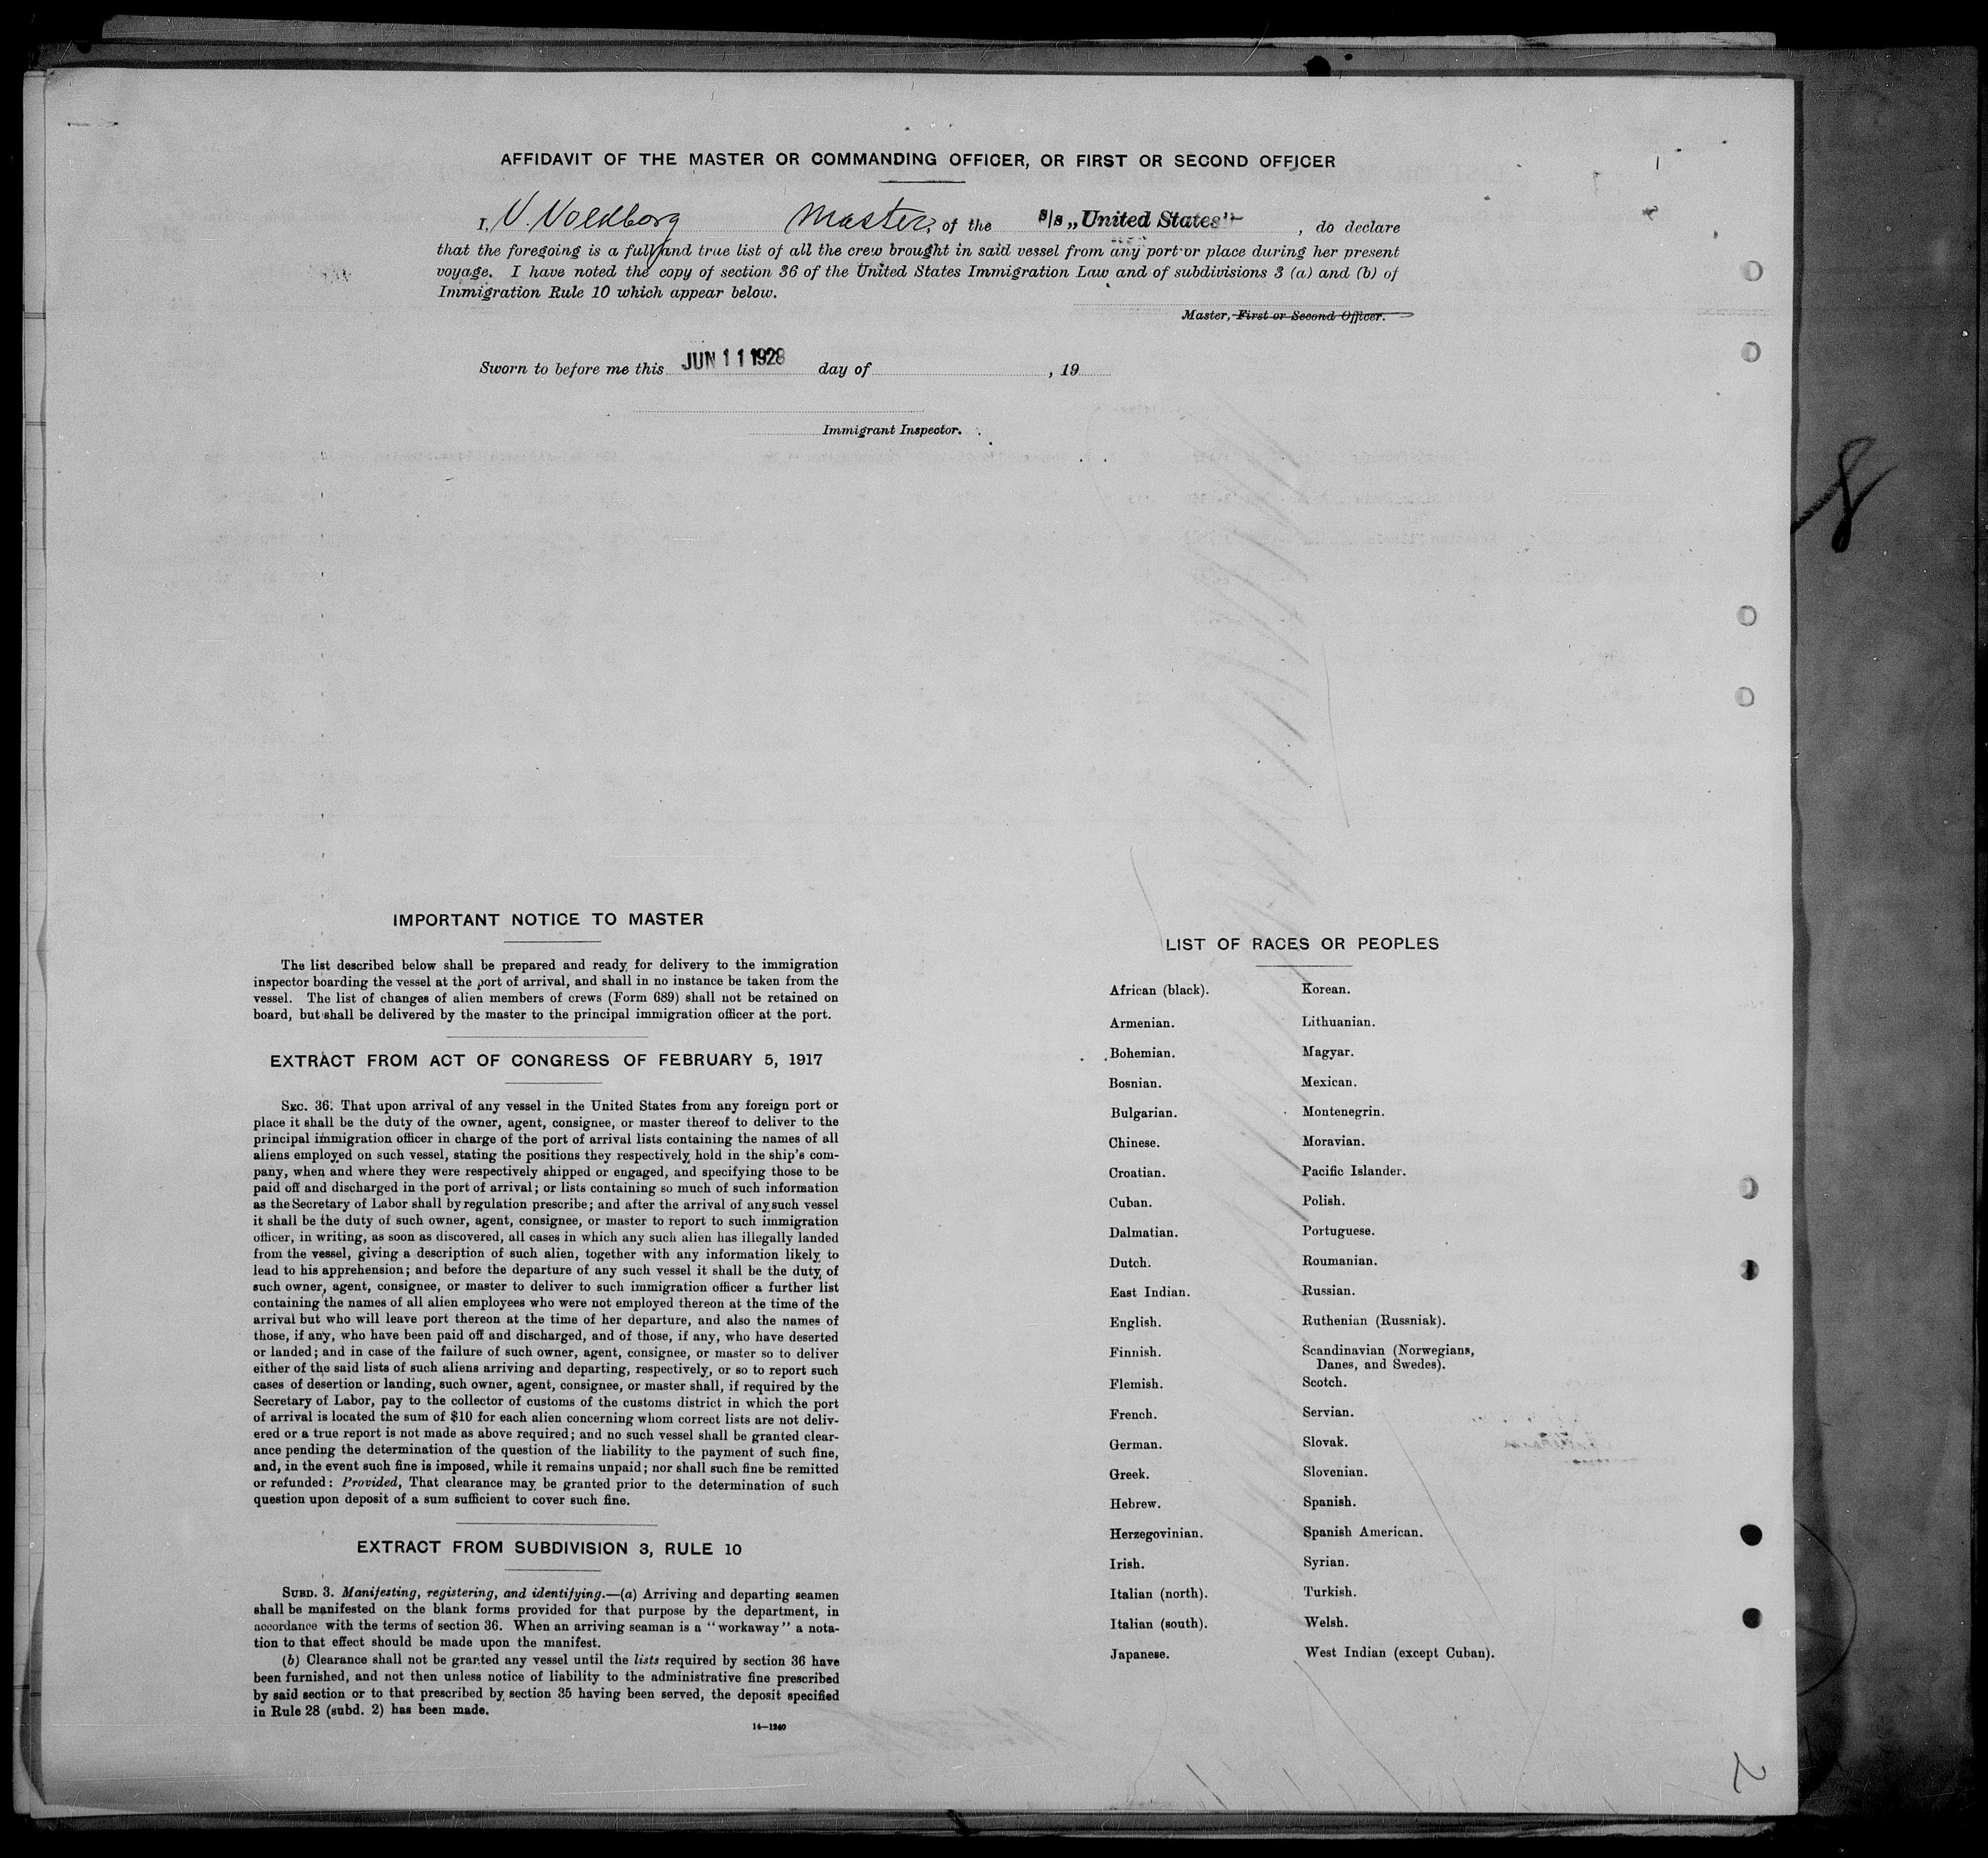 AFFIDAVIT OF THE MASTER OR COMMANDING OFFICER, OR FIRST OR SECOND OFFICER
I, V. Voldborg Master, of the s/s „United States" , do declare
that the foregoing is a full and true list of all the crew brought in said vessel from any port or place during her present
voyage. I have noted the copy of section 36 of the United States Immigration Law and of subdivisions 3 (a) and (b) of
Immigration Rule 10 which appear below.
Master, First or Second Officer.
Sworn to before me this JUN 11 1928 day of , 19
Immigrant Inspector.
8
IMPORTANT NOTICE TO MASTER
The list described below shall be prepared and ready for delivery to the immigration
inspector boarding the vessel at the port of arrival, and shall in no instance be taken from the
vessel. The list of changes of alien members of crews (Form 689) shall not be retained on
board, but shall be delivered by the master to the principal immigration officer at the port.
EXTRACT FROM ACT OF CONGRESS OF FEBRUARY 5, 1917
SEC. 36. That upon arrival of any vessel in the United States from any foreign port or
place it shall be the duty of the owner, agent, consignee, or master thereof to deliver to the
principal immigration officer in charge of the port of arrival lists containing the names of all
aliens employed on such vessel, stating the positions they respectively hold in the ship's com-
pany, when and where they were respectively shipped or engaged, and specifying those to be
paid off and discharged in the port of arrival; or lists containing so much of such information
as the Secretary of Labor shall by regulation prescribe; and after the arrival of any such vessel
it shall be the duty of such owner, agent, consignee, or master to report to such immigration
officer, in writing, as soon as discovered, all cases in which any such alien has illegally landed
from the vessel, giving a description of such alien, together with any information likely to
lead to his apprehension; and before the departure of any such vessel it shall be the duty of
such owner, agent, consignee, or master to deliver to such immigration officer a further list
containing the names of all alien employees who were not employed thereon at the time of the
arrival but who will leave port thereon at the time of her departure, and also the names of
those, if any, who have been paid off and discharged, and of those, if any, who have deserted
or landed; and in case of the failure of such owner, agent, consignee, or master so to deliver
either of the said lists of such aliens arriving and departing, respectively, or so to report such
cases of desertion or landing, such owner, agent, consignee, or master shall, if required by the
Secretary of Labor, pay to the collector of customs of the customs district in which the port
of arrival is located the sum of $10 for each alien concerning whom correct lists are not deliv-
ered or a true report is not made as above required; and no such vessel shall be granted clear-
ance pending the determination of the question of the liability to the payment of such fine,
and, in the event such fine is imposed, while it remains unpaid; nor shall such fine be remitted
or refunded: Provided, That clearance may be granted prior to the determination of such
question upon deposit of a sum sufficient to cover such fine.
EXTRACT FROM SUBDIVISION 3, RULE 10
SUBD. 3. Manifesting, registering, and identifying.—(a) Arriving and departing seamen
shall be manifested on the blank forms provided for that purpose by the department, in
accordance with the terms of section 36. When an arriving seaman is a "workaway" a nota-
tion to that effect should be made upon the manifest.
(b) Clearance shall not be granted any vessel until the lists required by section 36 have
been furnished, and not then unless notice of liability to the administrative fine prescribed
by said section or to that prescribed by section 35 having been served, the deposit specified
in Rule 28 (subd. 2) has been made.
14—1240
LIST OF RACES OR PEOPLES
African (black).
Armenian.
Bohemian.
Bosnian.
Bulgarian.
Chinese.
Croatian.
Cuban.
Dalmatian.
Dutch.
East Indian.
English.
Finnish.
Flemish.
French.
German.
Greek.
Hebrew.
Herzegovinian.
Irish.
Italian (north).
Italian (south).
Japanese.
Korean.
Lithuanian.
Magyar.
Mexican.
Montenegrin.
Moravian.
Pacific Islander.
Polish.
Portuguese.
Roumanian.
Russian.
Ruthenian (Russniak).
Scandinavian (Norwegians,
Danes, and Swedes).
Scotch.
Servian.
Slovak.
Slovenian.
Spanish.
Spanish American.
Syrian.
Turkish.
Welsh.
West Indian (except Cuban).